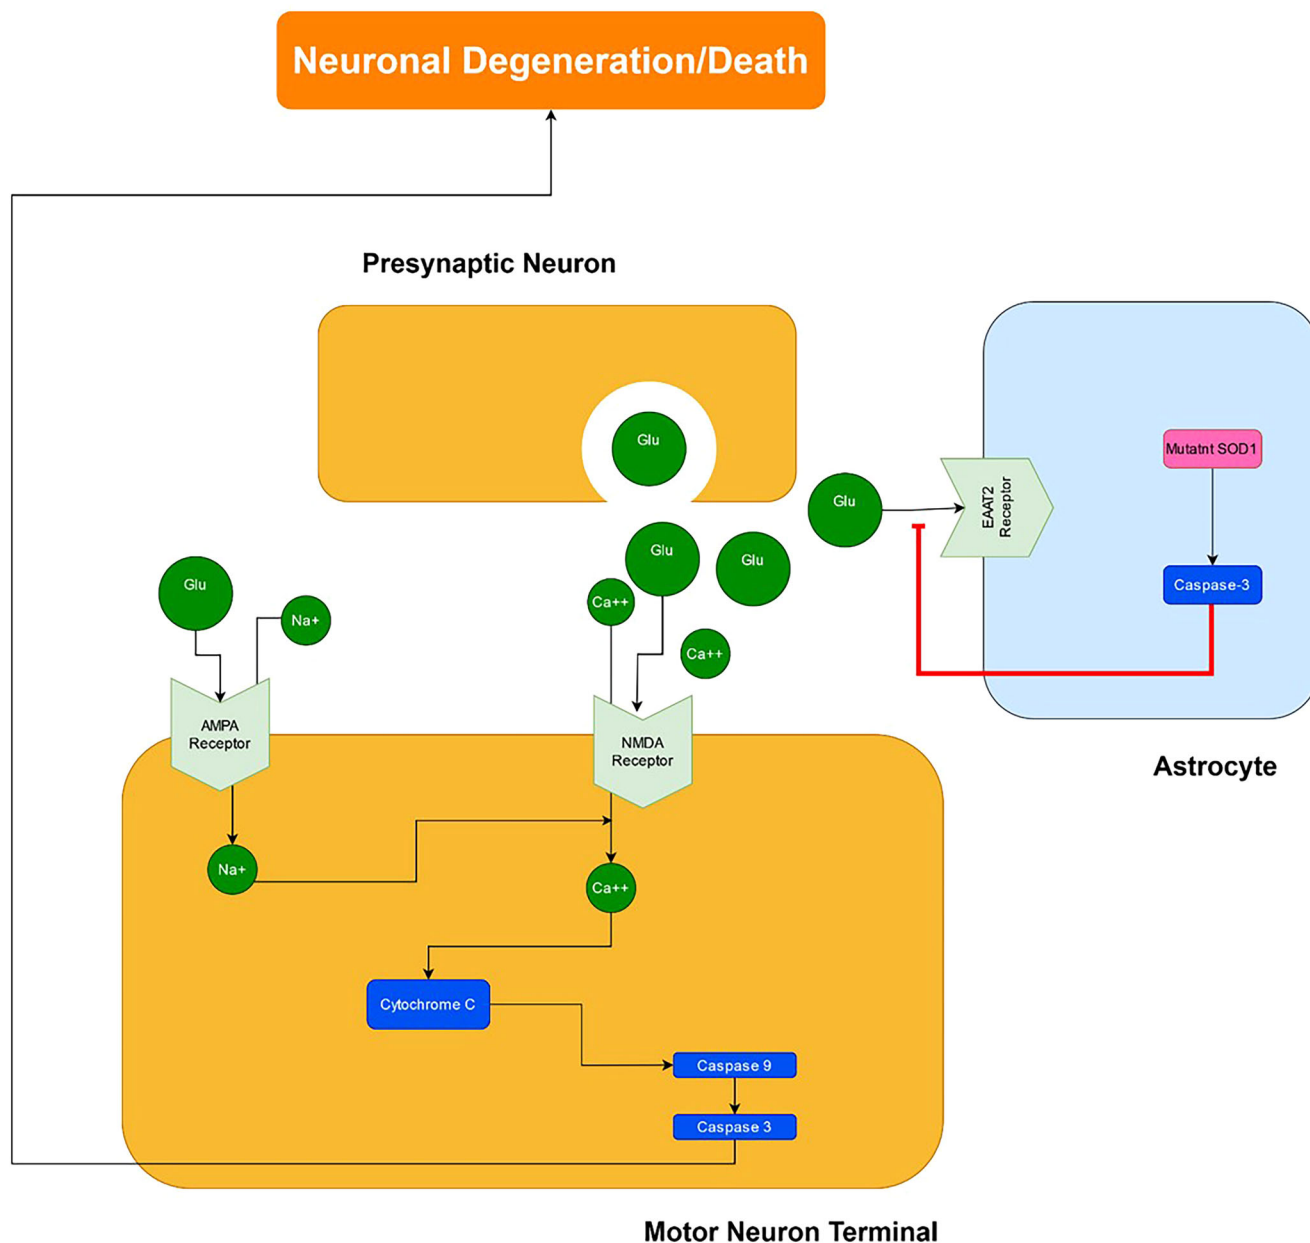 Neuronal Degeneration/Death
Presynaptic Neuron
Glu
Mutatnt SOD1
Glu
EAAT2
Receptor
Glu
Glu
Glu
Caspase-3
Ca++
Na+
Ca++
AMPA
Receptor
NMDA
Receptor
Astrocyte
Na+
Ca++
Cytochrome C
Caspase 9
Caspase 3
Motor Neuron Terminal